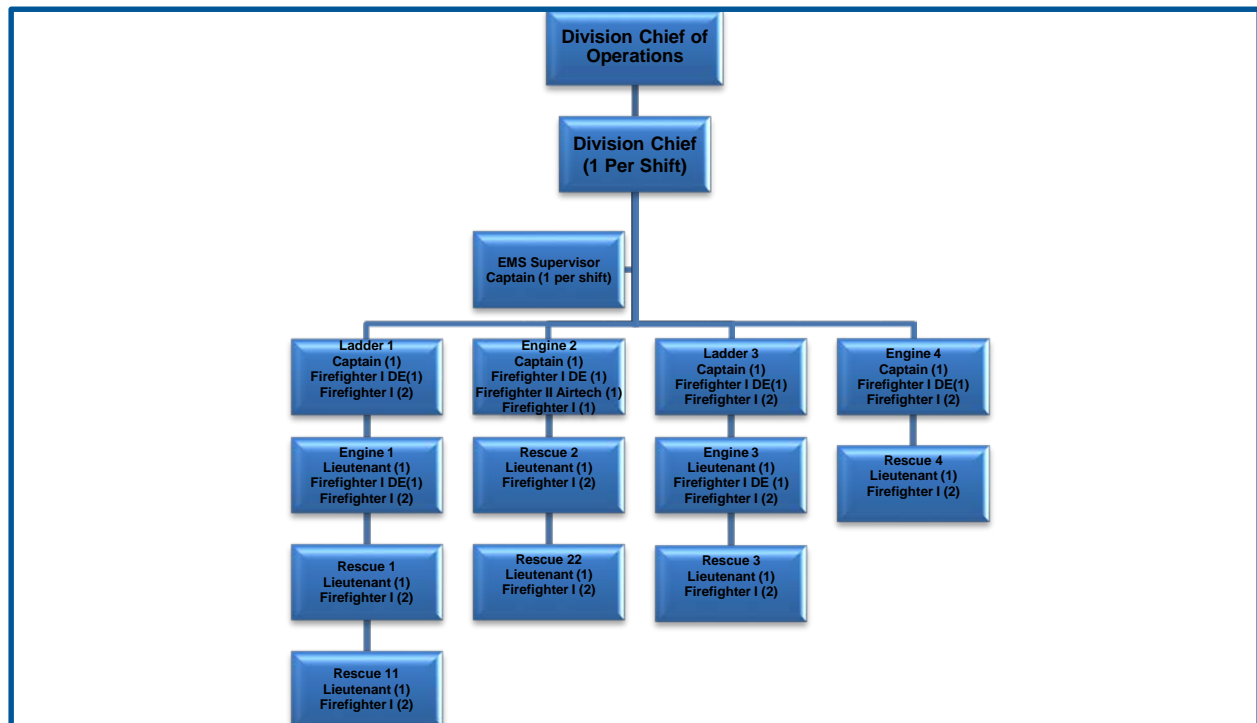 Division Chief of
Operations
Division Chief
(1 Per Shift)
EMS Supervisor
Captain (1 per shift)
Ladder 1
Captain (1)
Firefighter I DE(1)
Firefighter I (2)
Engine 2
Captain (1)
Firefighter I DE (1)
Firefighter II Airtech (1)
Firefighter I (1)
Ladder 3
Captain (1)
Firefighter I DE(1)
Firefighter I (2)
Engine 4
Captain (1)
Firefighter I DE(1)
Firefighter I (2)
Engine 1
Lieutenant (1)
Firefighter I DE(1)
Firefighter I (2)
Rescue 2
Lieutenant (1)
Firefighter I (2)
Engine 3
Lieutenant (1)
Firefighter I DE (1)
Firefighter I (2)
Rescue 4
Lieutenant (1)
Firefighter I (2)
Rescue 1
Lieutenant (1)
Firefighter I (2)
Rescue 22
Lieutenant (1)
Firefighter I (2)
Rescue 3
Lieutenant (1)
Firefighter I (2)
Rescue 11
Lieutenant (1)
Firefighter I (2)